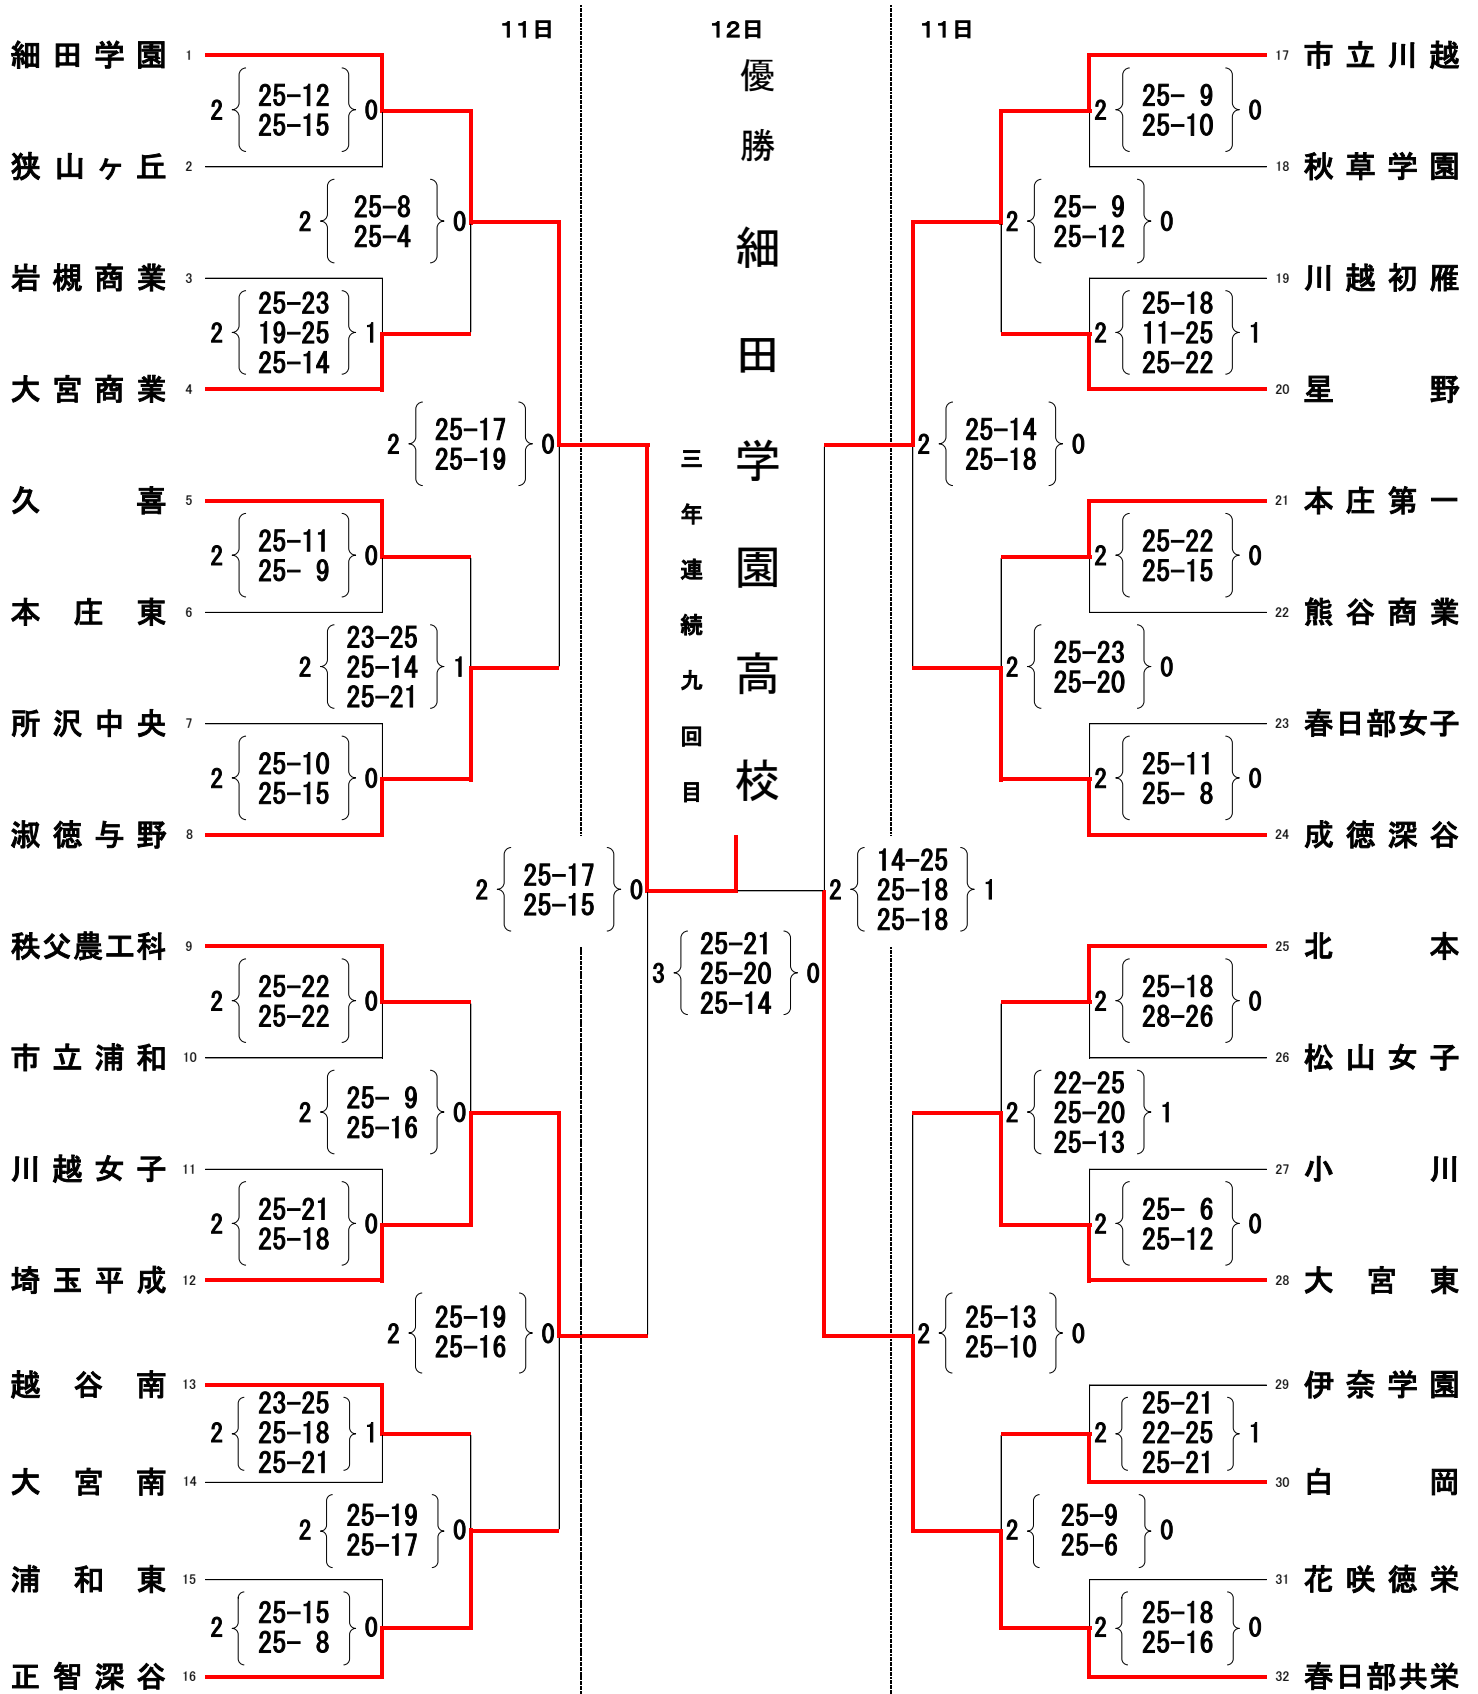 11日
12日
11日
優勝
細田学園高校
三年連続九回目
細田学園 1
2 25-12 0
25-15
狭山ヶ丘 2
2 25-8 0
25-4
岩槻商業 3
25-23
2 19-25 1
25-14
大宮商業 4
2 25-17 0
25-19
久喜 5
2 25-11 0
25- 9
本庄東 6
23-25
2 25-14 1
25-21
所沢中央 7
2 25-10 0
25-15
淑徳与野 8
2 25-17 0
25-15
秩父農工科 9
2 25-22 0
25-22
市立浦和 10
2 25- 9 0
25-16
川越女子 11
2 25-21 0
25-18
埼玉平成 12
2 25-19 0
25-16
越谷南 13
23-25
2 25-18 1
25-21
大宮南 14
2 25-19 0
25-17
浦和東 15
2 25-15 0
25- 8
正智深谷 16
25-21
3 25-20 0
25-14
17 市立川越
2 25- 9 0
25-10
18 秋草学園
2 25- 9 0
25-12
19 川越初雁
25-18
2 11-25 1
25-22
20 星野
2 25-14 0
25-18
21 本庄第一
2 25-22 0
25-15
22 熊谷商業
2 25-23 0
25-20
23 春日部女子
2 25-11 0
25- 8
24 成徳深谷
14-25
2 25-18 1
25-18
25 北本
2 25-18 0
28-26
26 松山女子
22-25
2 25-20 1
25-13
27 小川
2 25- 6 0
25-12
28 大宮東
2 25-13 0
25-10
29 伊奈学園
25-21
2 22-25 1
25-21
30 白岡
2 25-9 0
25-6
31 花咲徳栄
2 25-18 0
25-16
32 春日部共栄